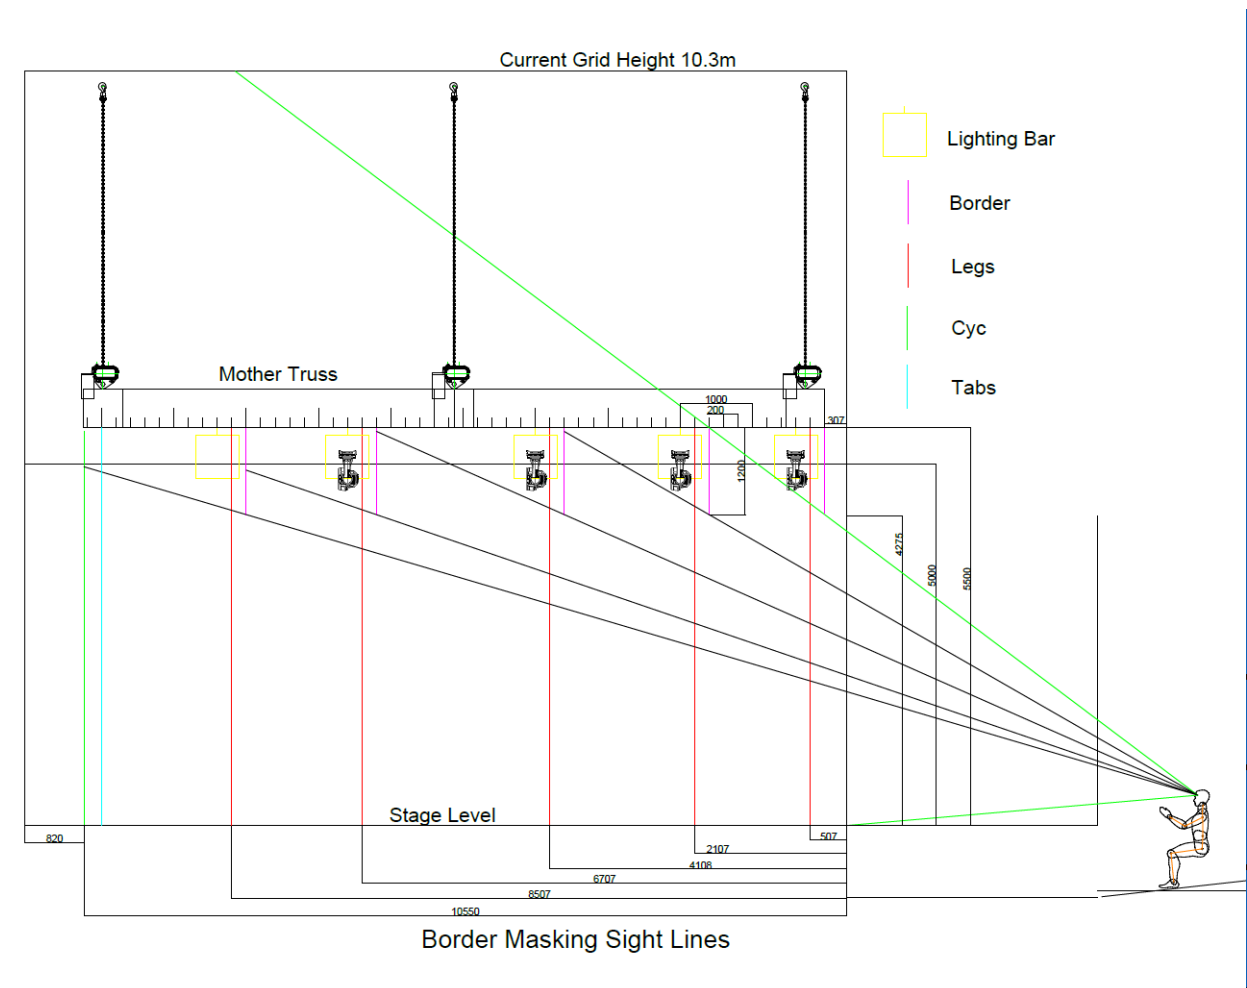 Current Grid Height 10.3m
Lighting Bar
Border
Legs
Cyc
Tabs
Mother Truss
1000
200
307
1200
4275
5000
5500
Stage Level
820
507
2107
4108
6707
8507
10550
Border Masking Sight Lines